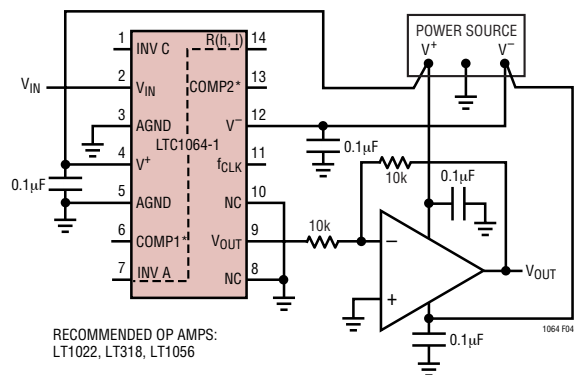 POWER SOURCE
V+ V−
1 INV C R(h, I) 14
VIN 2 VIN COMP2* 13
3 AGND V− 12
LTC1064-1
4 V+ fCLK 11
0.1µF
0.1µF
5 AGND NC 10
10k
0.1µF
6 COMP1* VOUT 9
10k
−
7 INV A NC 8
VOUT
+
0.1µF
1064 F04
RECOMMENDED OP AMPS:
LT1022, LT318, LT1056